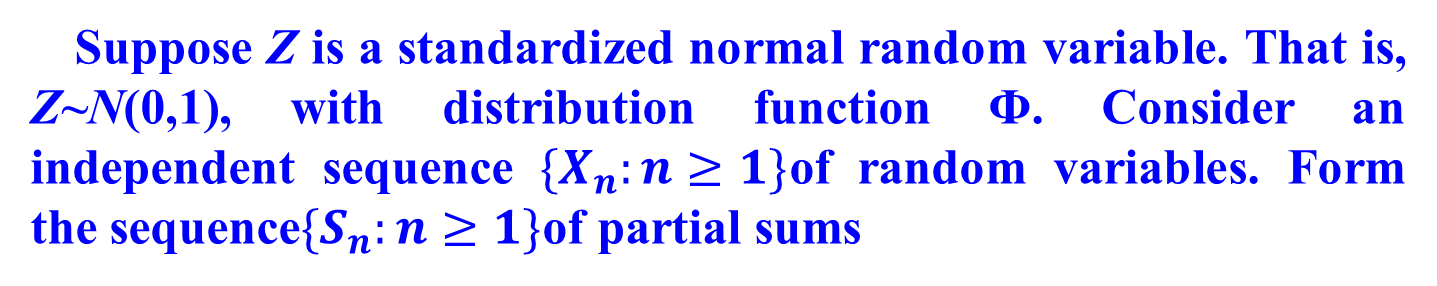 Suppose Z is a standardized normal random variable. That is,
Z~N(0,1), with distribution function Φ. Consider an
independent sequence {Xₙ: n ≥ 1}of random variables. Form
the sequence{Sₙ: n ≥ 1}of partial sums